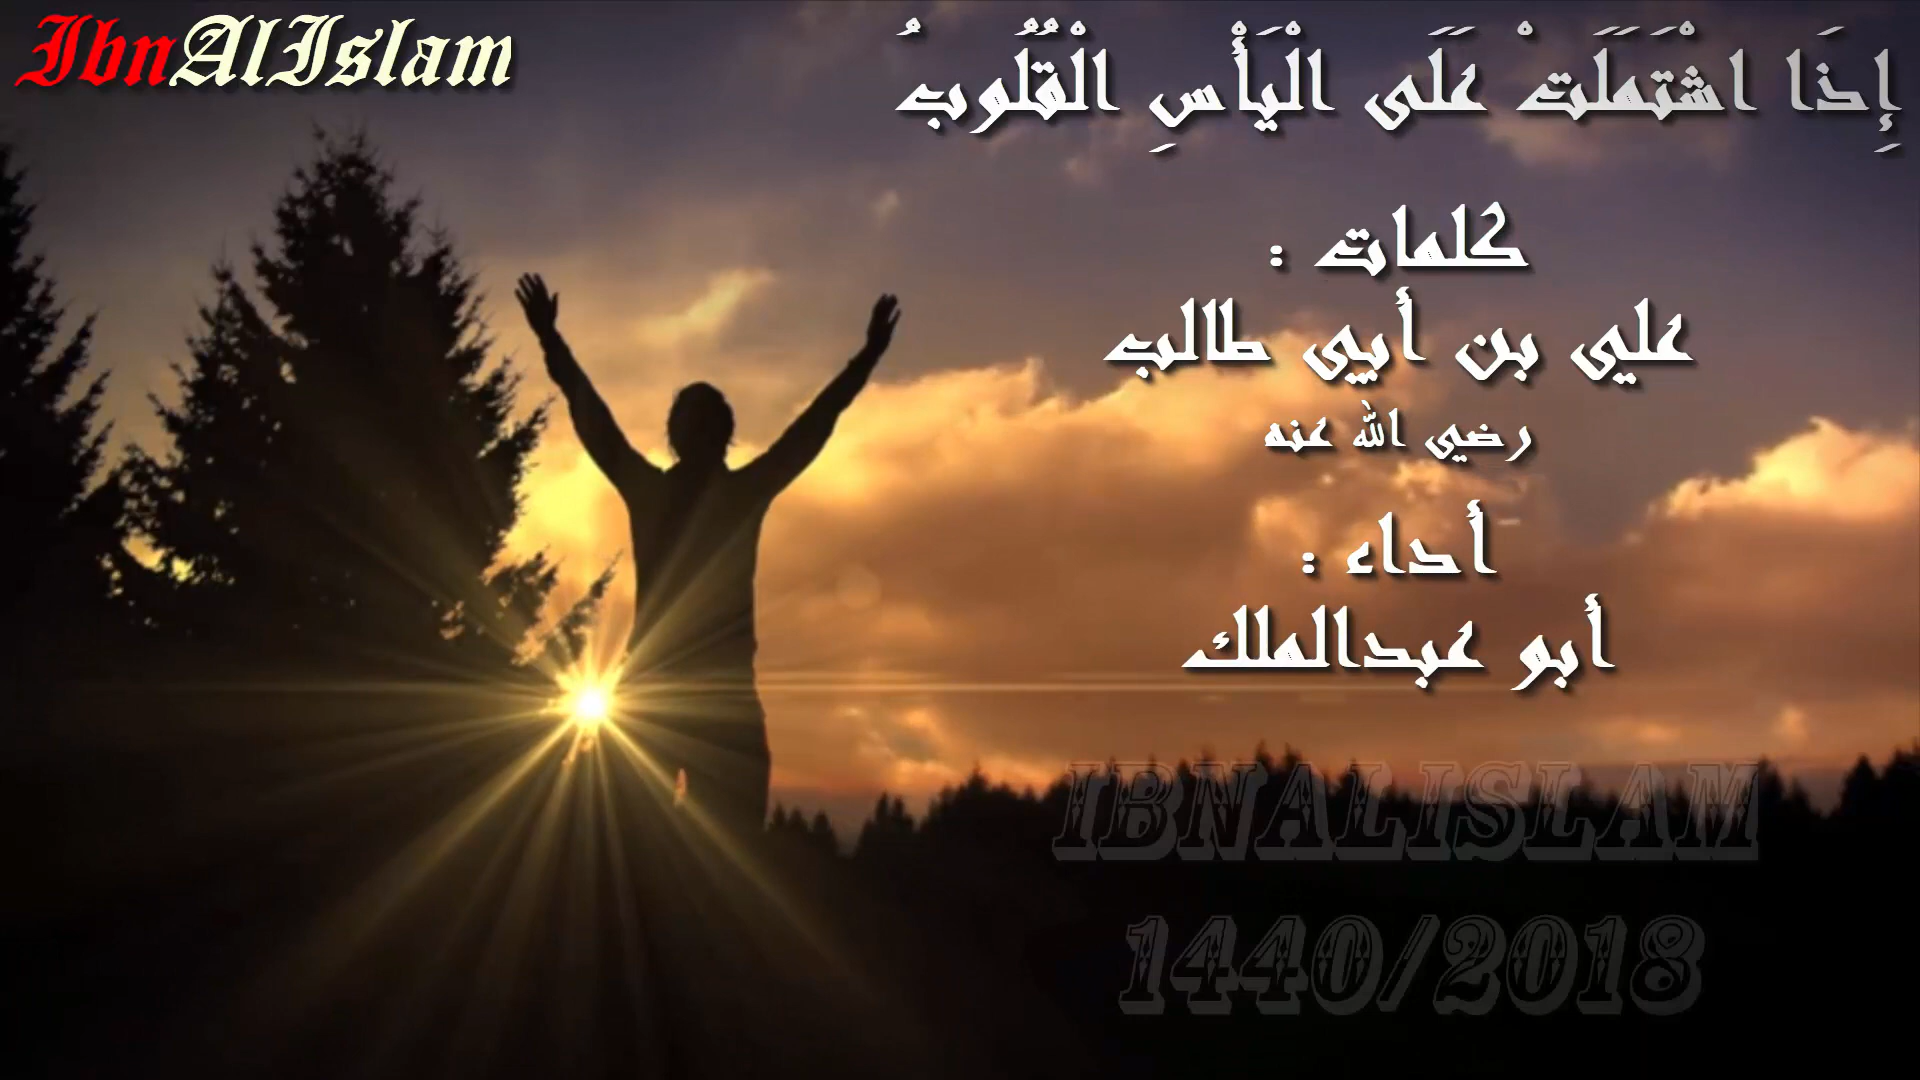 IbnAlIslam
إِذَا اشْتَمَلَتْ عَلَى الْيَأْسِ الْقُلُوبُ
كلمات :
علي بن أبي طالب
رضي الله عنه
أداء :
أبو عبدالملك
IBNALISLAM
1440/2018